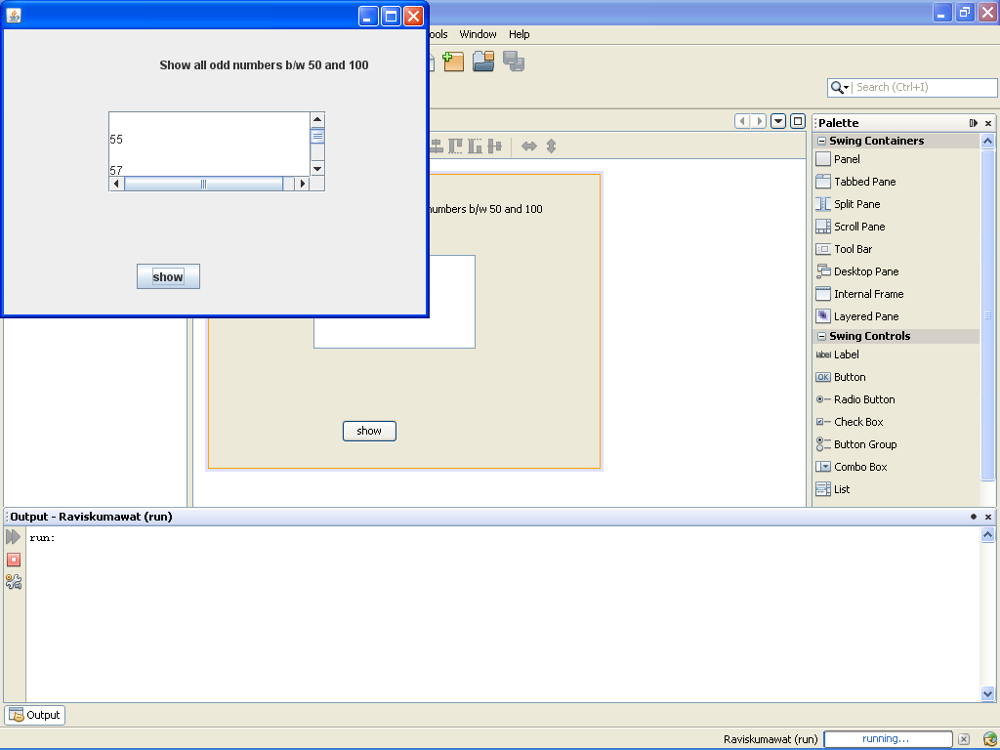 ools Window Help
Show all odd numbers b/w 50 and 100
55
57
show
Search (Ctrl+I)
numbers b/w 50 and 100
show
Palette
Swing Containers
Panel
Tabbed Pane
Split Pane
Scroll Pane
Tool Bar
Desktop Pane
Internal Frame
Layered Pane
Swing Controls
label Label
OK Button
Radio Button
Check Box
Button Group
Combo Box
List
Output - Raviskumawat (run)
run:
Output
Raviskumawat (run) running...